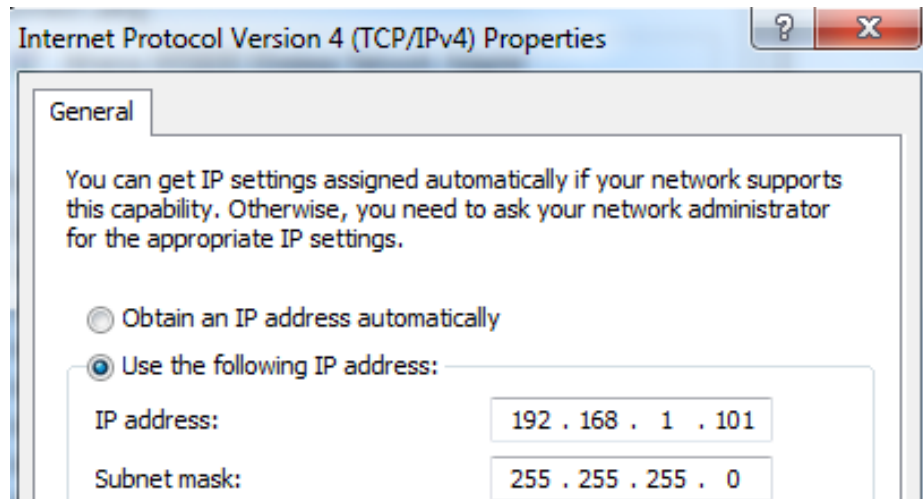 Internet Protocol Version 4 (TCP/IPv4) Properties
General
You can get IP settings assigned automatically if your network supports
this capability. Otherwise, you need to ask your network administrator
for the appropriate IP settings.
Obtain an IP address automatically
Use the following IP address:
IP address: 192 . 168 . 1 . 101
Subnet mask: 255 . 255 . 255 . 0